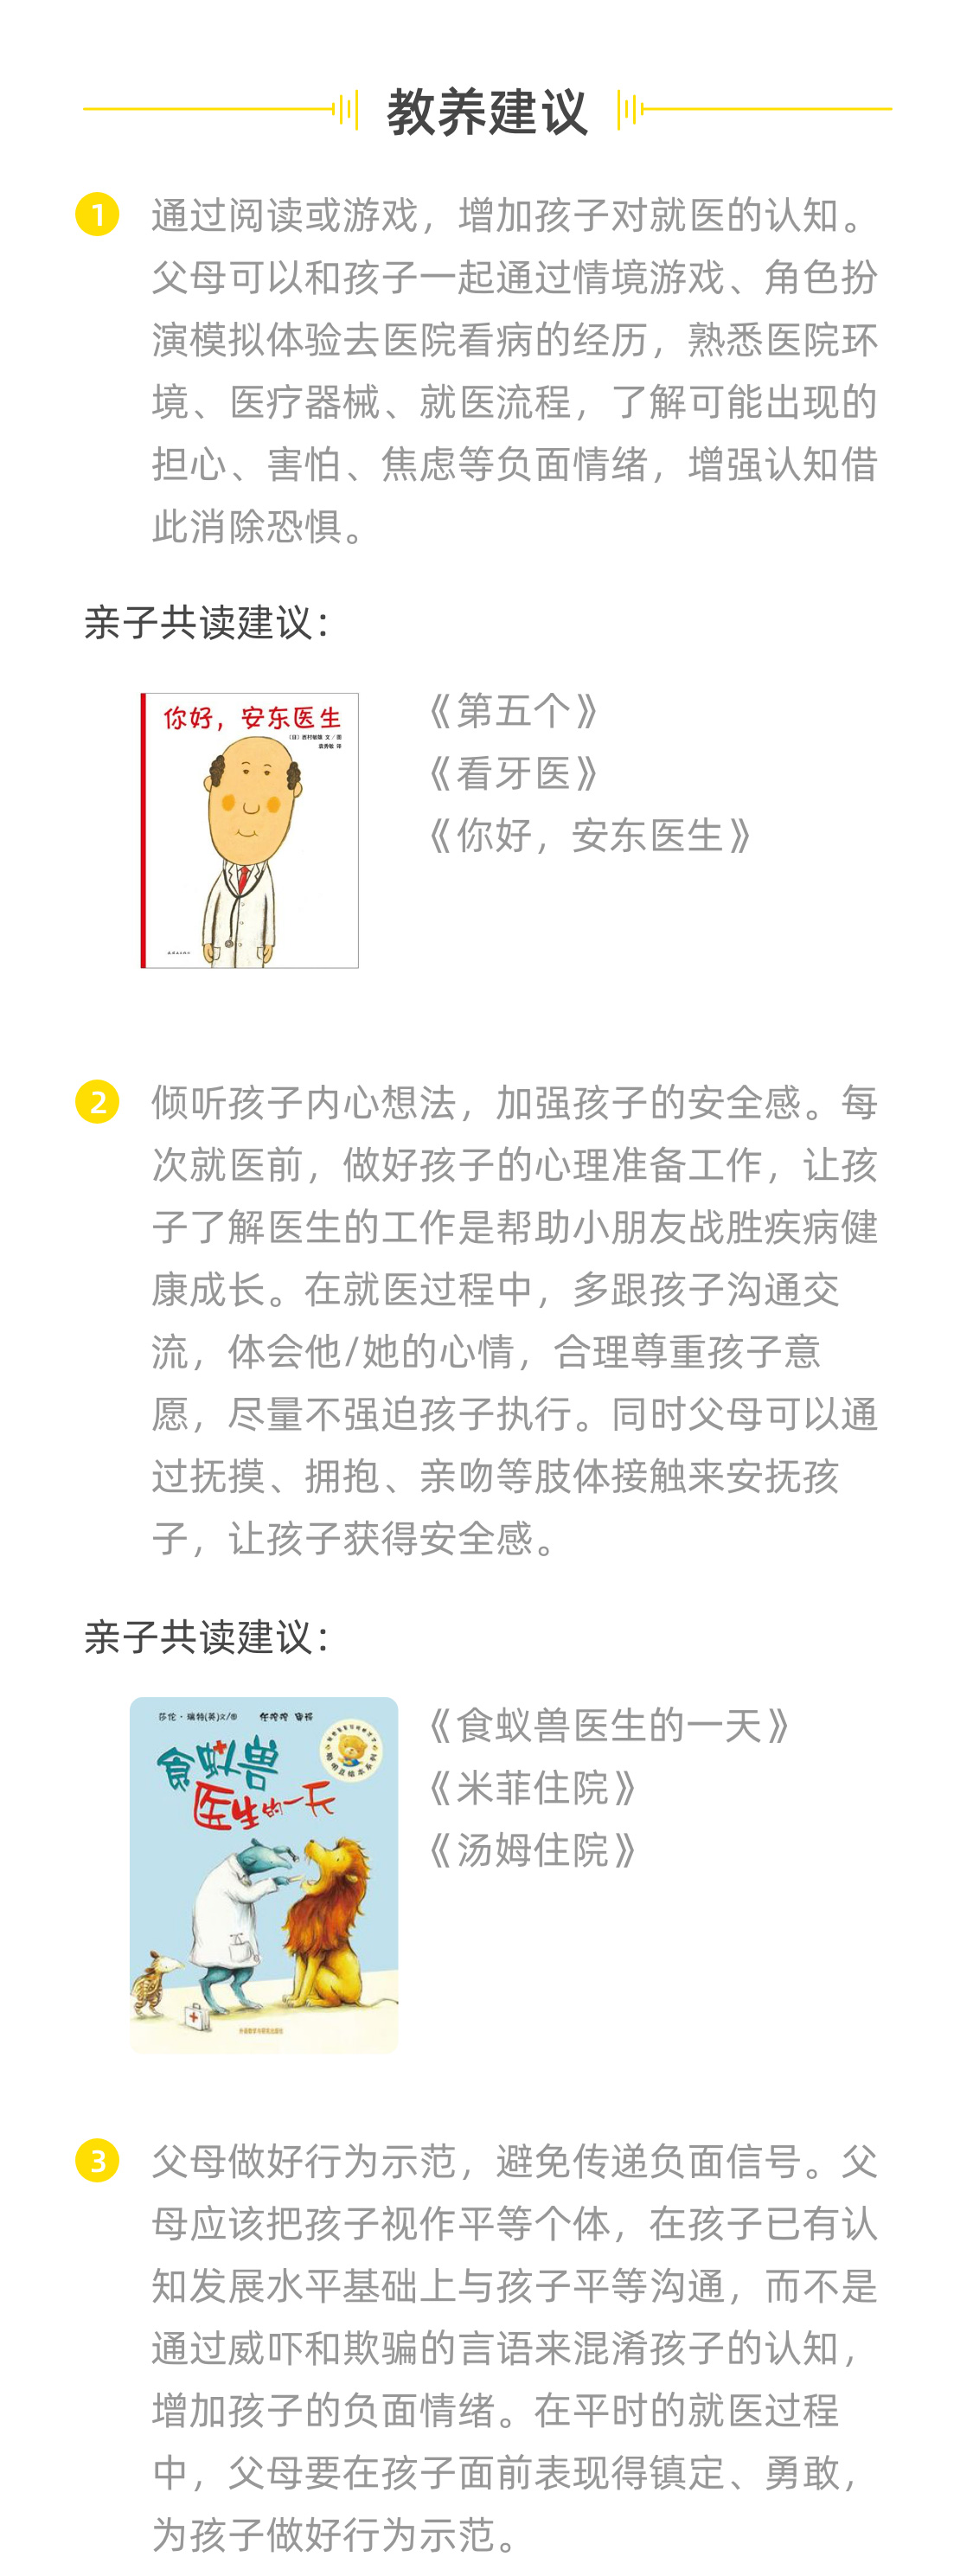 教养建议
1 通过阅读或游戏，增加孩子对就医的认知。
父母可以和孩子一起通过情境游戏、角色扮
演模拟体验去医院看病的经历，熟悉医院环
境、医疗器械、就医流程，了解可能出现的
担心、害怕、焦虑等负面情绪，增强认知借
此消除恐惧。
亲子共读建议：
你好，安东医生
〔日〕西村敏雄 文/图
袁秀敏 译
《第五个》
《看牙医》
《你好，安东医生》
2 倾听孩子内心想法，加强孩子的安全感。每
次就医前，做好孩子的心理准备工作，让孩
子了解医生的工作是帮助小朋友战胜疾病健
康成长。在就医过程中，多跟孩子沟通交
流，体会他/她的心情，合理尊重孩子意
愿，尽量不强迫孩子执行。同时父母可以通
过抚摸、拥抱、亲吻等肢体接触来安抚孩
子，让孩子获得安全感。
亲子共读建议：
莎伦·瑞特(英)文/图
食蚁兽
医生的一天
《食蚁兽医生的一天》
《米菲住院》
《汤姆住院》
3 父母做好行为示范，避免传递负面信号。父
母应该把孩子视作平等个体，在孩子已有认
知发展水平基础上与孩子平等沟通，而不是
通过威吓和欺骗的言语来混淆孩子的认知，
增加孩子的负面情绪。在平时的就医过程
中，父母要在孩子面前表现得镇定、勇敢，
为孩子做好行为示范。